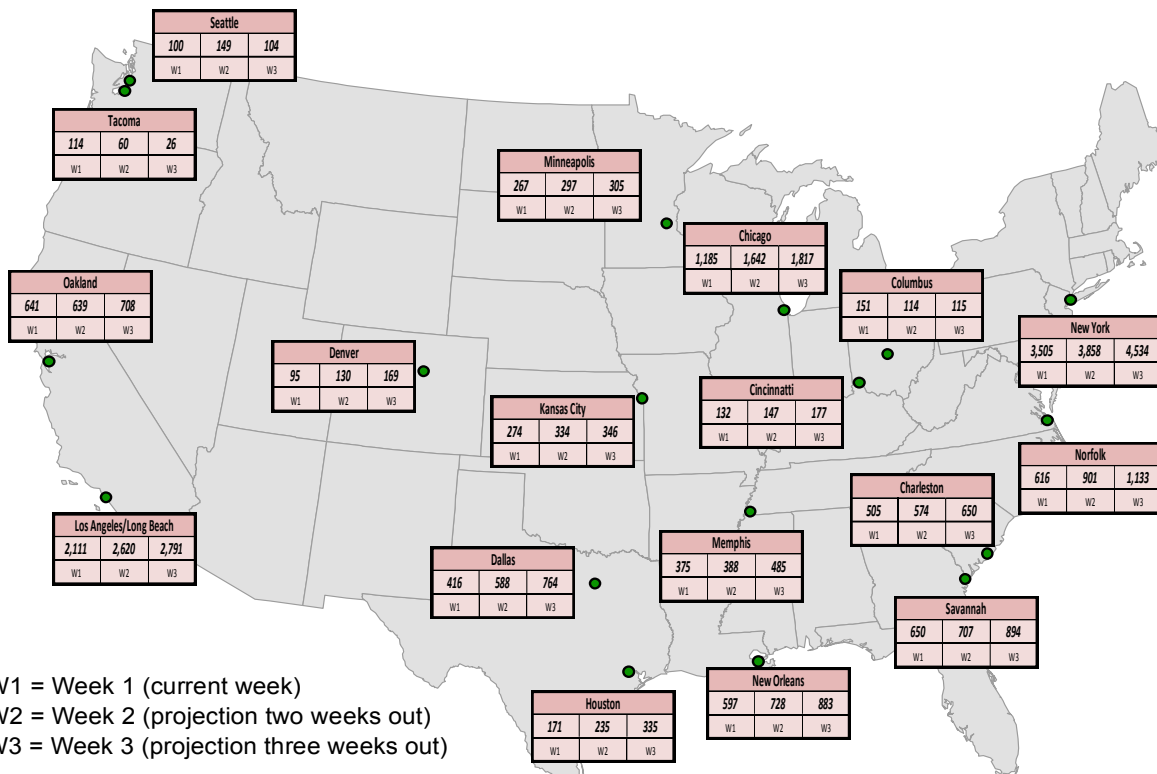 Seattle
100 149 104
W1 W2 W3
Tacoma
114 60 26
W1 W2 W3
Minneapolis
267 297 305
W1 W2 W3
Chicago
1,185 1,642 1,817
W1 W2 W3
Oakland
641 639 708
W1 W2 W3
Columbus
151 114 115
W1 W2 W3
New York
3,505 3,858 4,534
W1 W2 W3
Denver
95 130 169
W1 W2 W3
Cincinnatti
132 147 177
W1 W2 W3
Kansas City
274 334 346
W1 W2 W3
Norfolk
616 901 1,133
W1 W2 W3
Charleston
505 574 650
W1 W2 W3
Los Angeles/Long Beach
2,111 2,620 2,791
W1 W2 W3
Memphis
375 388 485
W1 W2 W3
Dallas
416 588 764
W1 W2 W3
Savannah
650 707 894
W1 W2 W3
New Orleans
597 728 883
W1 W2 W3
Houston
171 235 335
W1 W2 W3
W1 = Week 1 (current week)
W2 = Week 2 (projection two weeks out)
W3 = Week 3 (projection three weeks out)